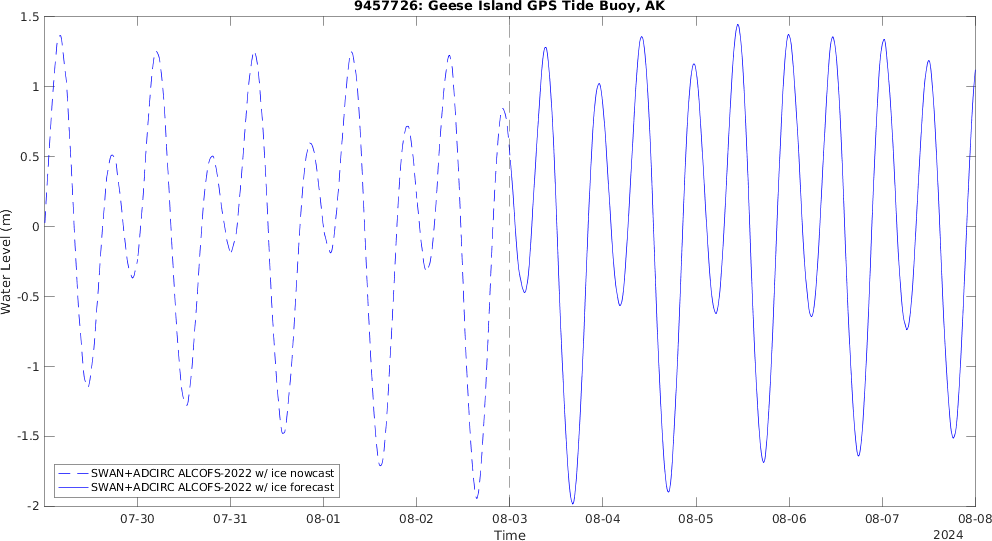 9457726: Geese Island GPS Tide Buoy, AK
Water Level (m)
1.5
1
0.5
0
-0.5
-1
-1.5
-2
SWAN+ADCIRC ALCOFS-2022 w/ ice nowcast
SWAN+ADCIRC ALCOFS-2022 w/ ice forecast
07-30 07-31 08-01 08-02 08-03 08-04 08-05 08-06 08-07 08-08
Time
2024